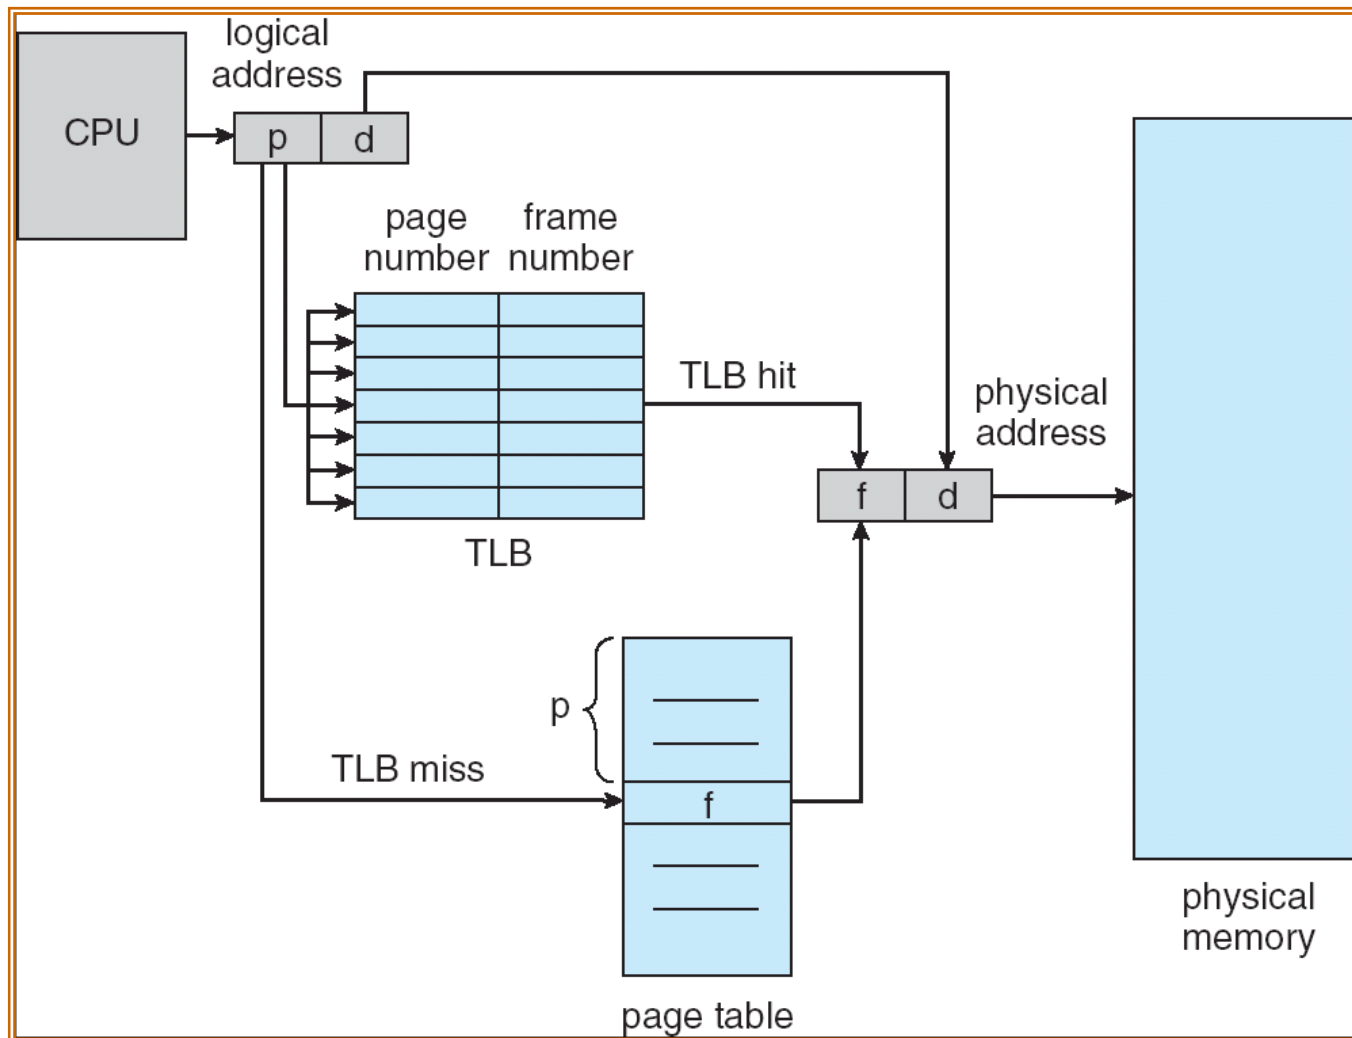 logical
address
CPU
p
d
page
number
frame
number
TLB hit
physical
address
f
d
TLB
p
TLB miss
f
physical
memory
page table